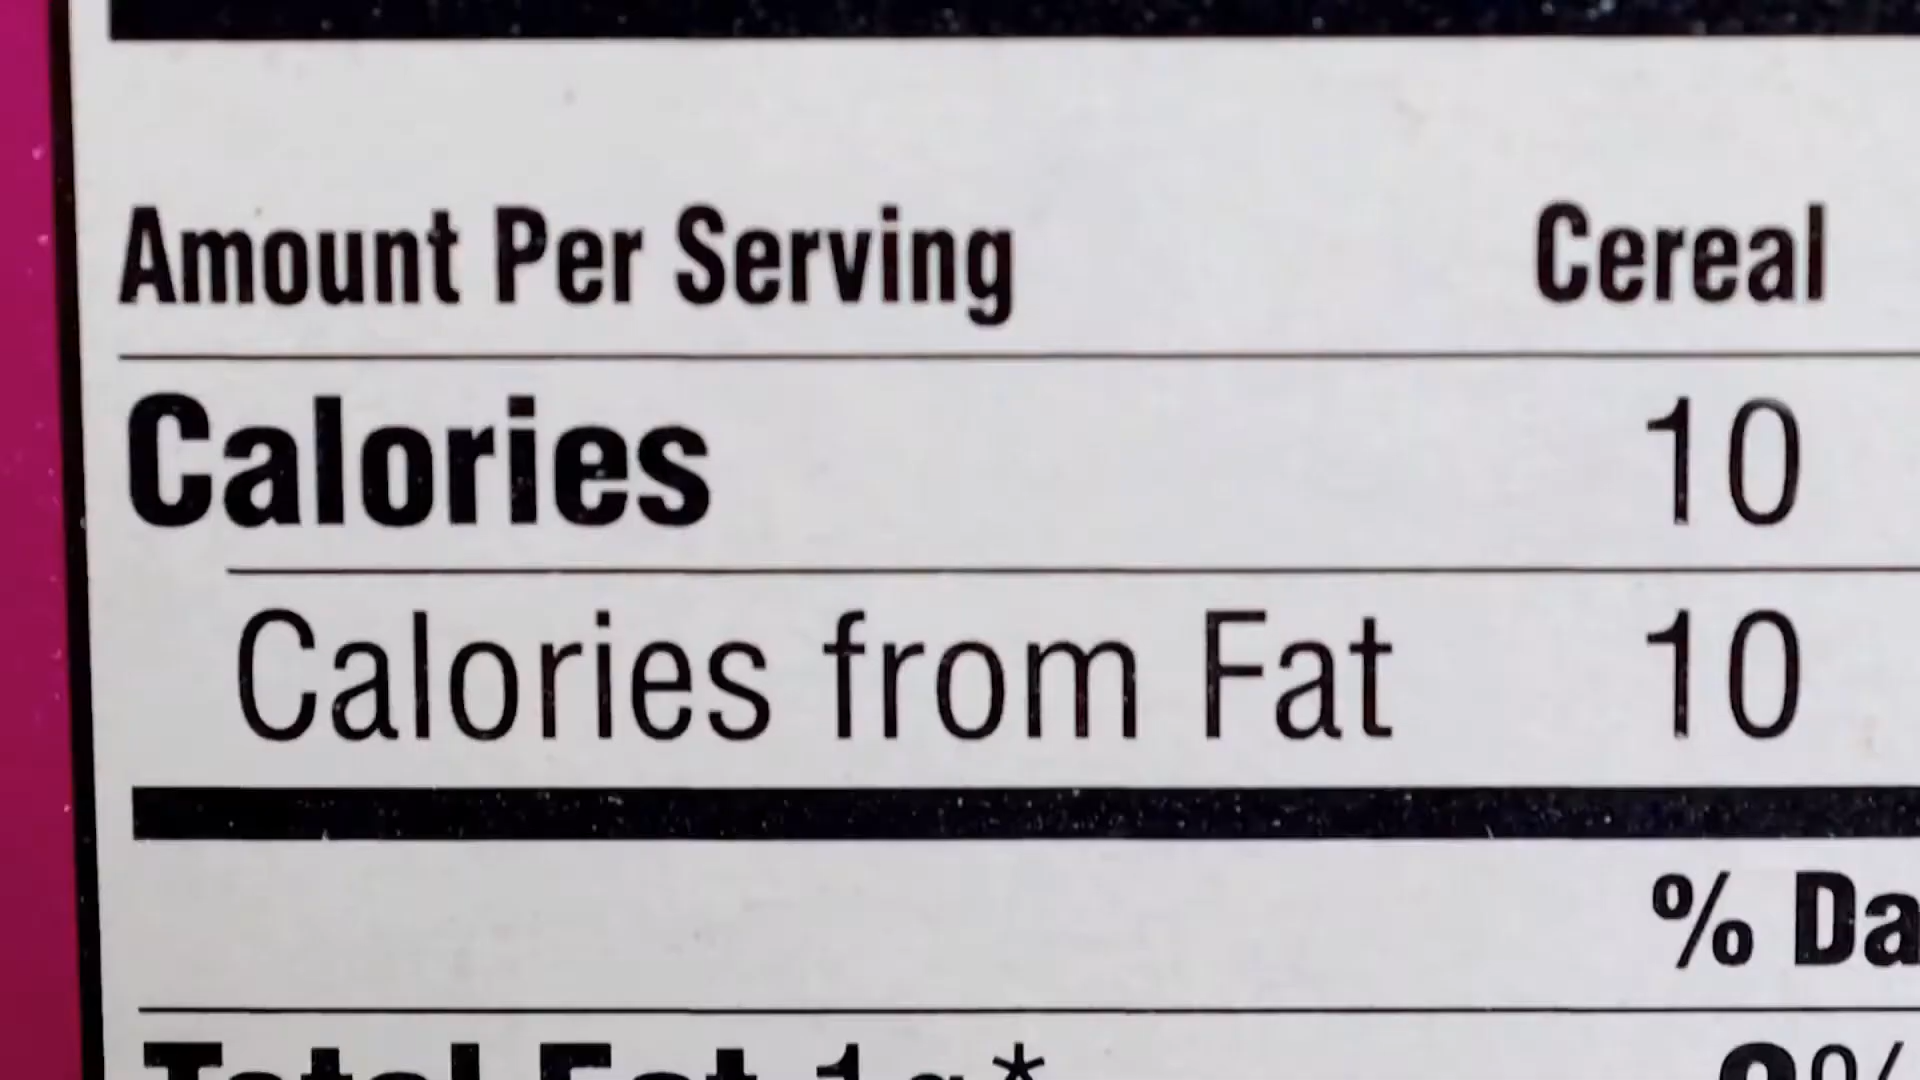 Amount Per Serving Cereal
Calories 10
Calories from Fat 10
% Da
Total Fat 1g*